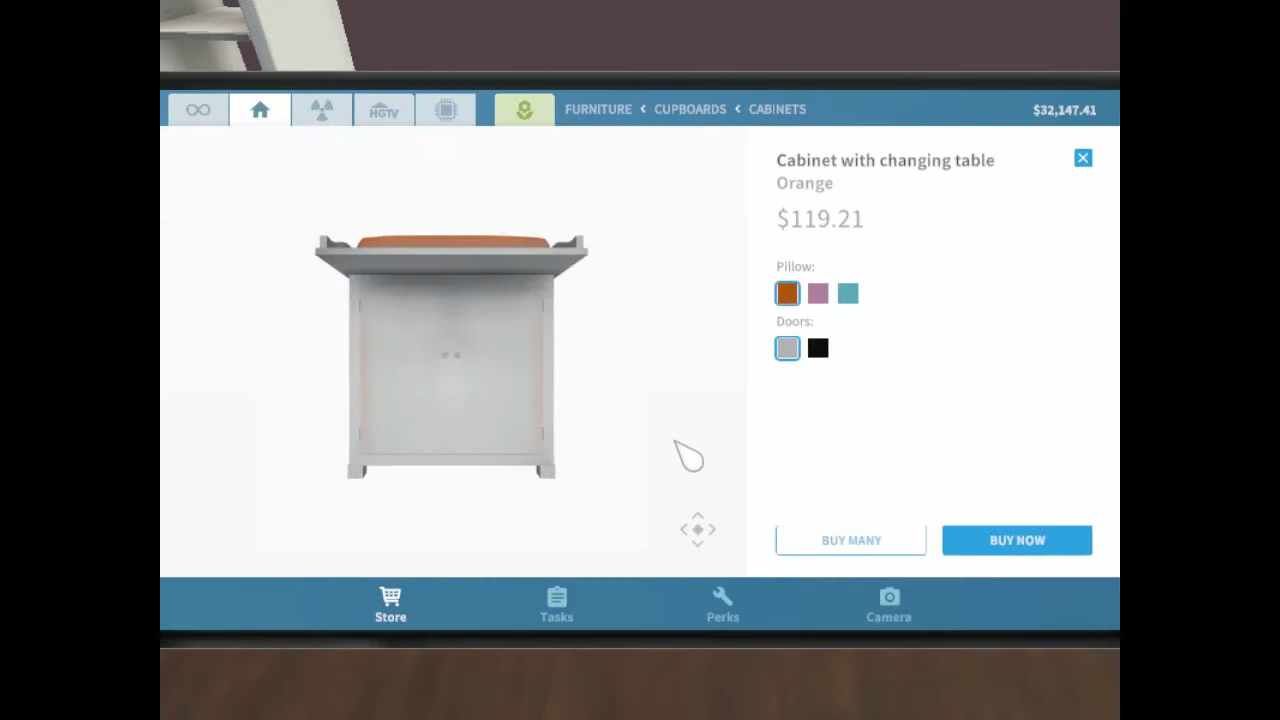 HGTV
FURNITURE < CUPBOARDS < CABINETS
$32,147.41
Cabinet with changing table
Orange
$119.21
Pillow:
Doors:
BUY MANY
BUY NOW
Store
Tasks
Perks
Camera